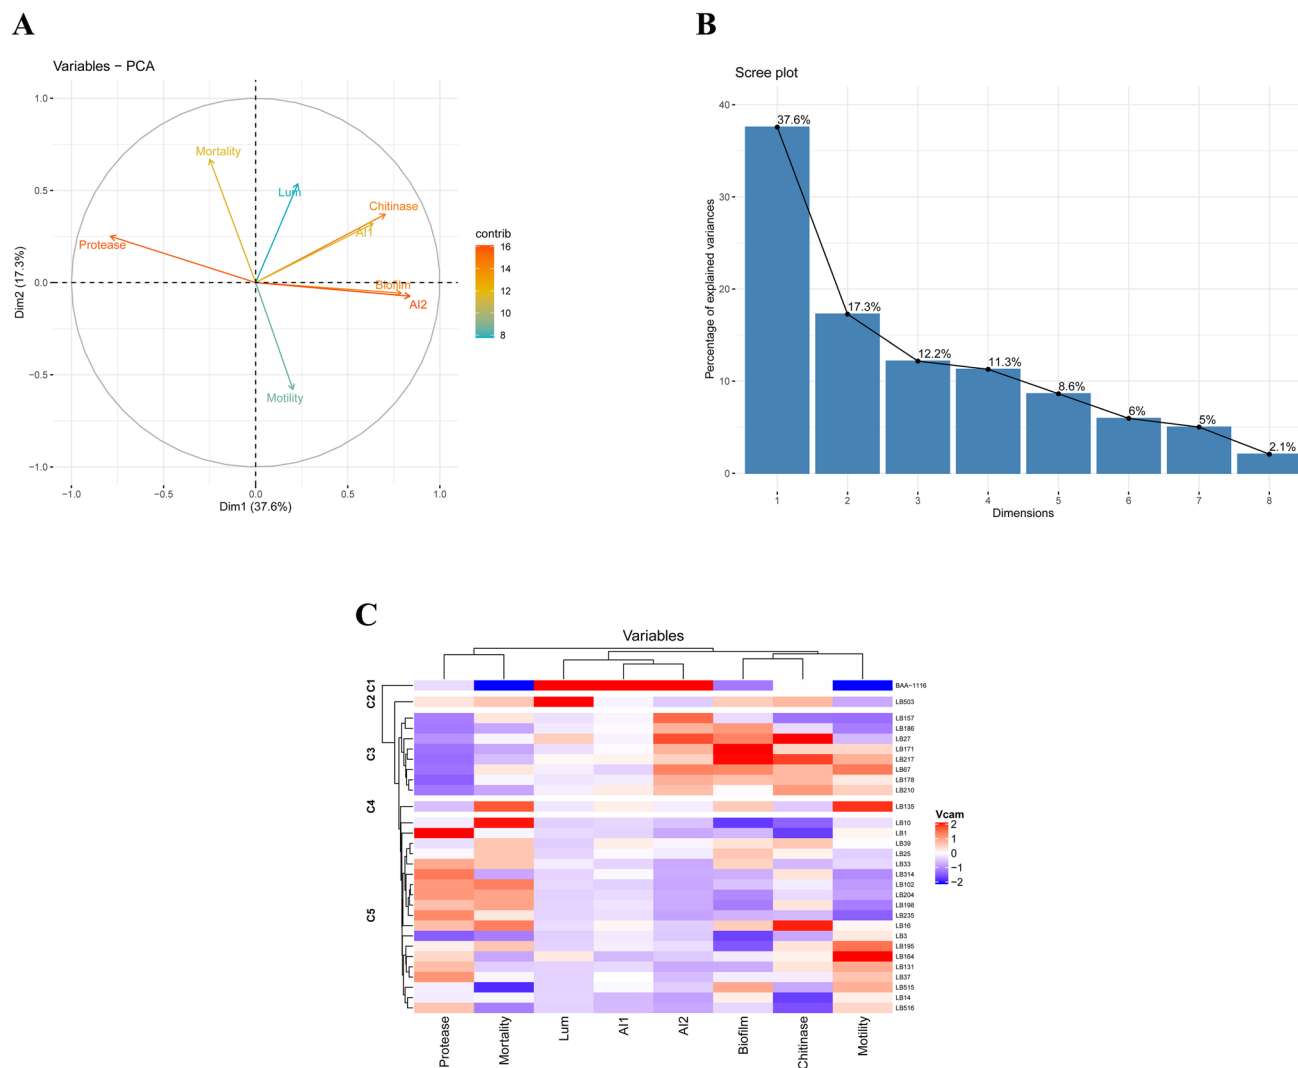 A
Variables − PCA
1.0
0.5
0.0
−0.5
−1.0
Dim2 (17.3%)
Mortality
Lum
Chitinase
AI1
Protease
Biofilm
AI2
Motility
−1.0
−0.5
0.0
0.5
1.0
Dim1 (37.6%)
contrib
16
14
12
10
8
B
Scree plot
40
30
20
10
0
Percentage of explained variances
37.6%
17.3%
12.2%
11.3%
8.6%
6%
5%
2.1%
1
2
3
4
5
6
7
8
Dimensions
C
Variables
C1
C2
C3
C4
C5
BAA−1116
LB503
LB157
LB186
LB27
LB171
LB217
LB67
LB178
LB210
LB135
LB10
LB1
LB39
LB25
LB33
LB314
LB102
LB204
LB198
LB235
LB16
LB3
LB195
LB164
LB131
LB37
LB515
LB14
LB516
Protease
Mortality
Lum
AI1
AI2
Biofilm
Chitinase
Motility
Vcam
2
1
0
−1
−2